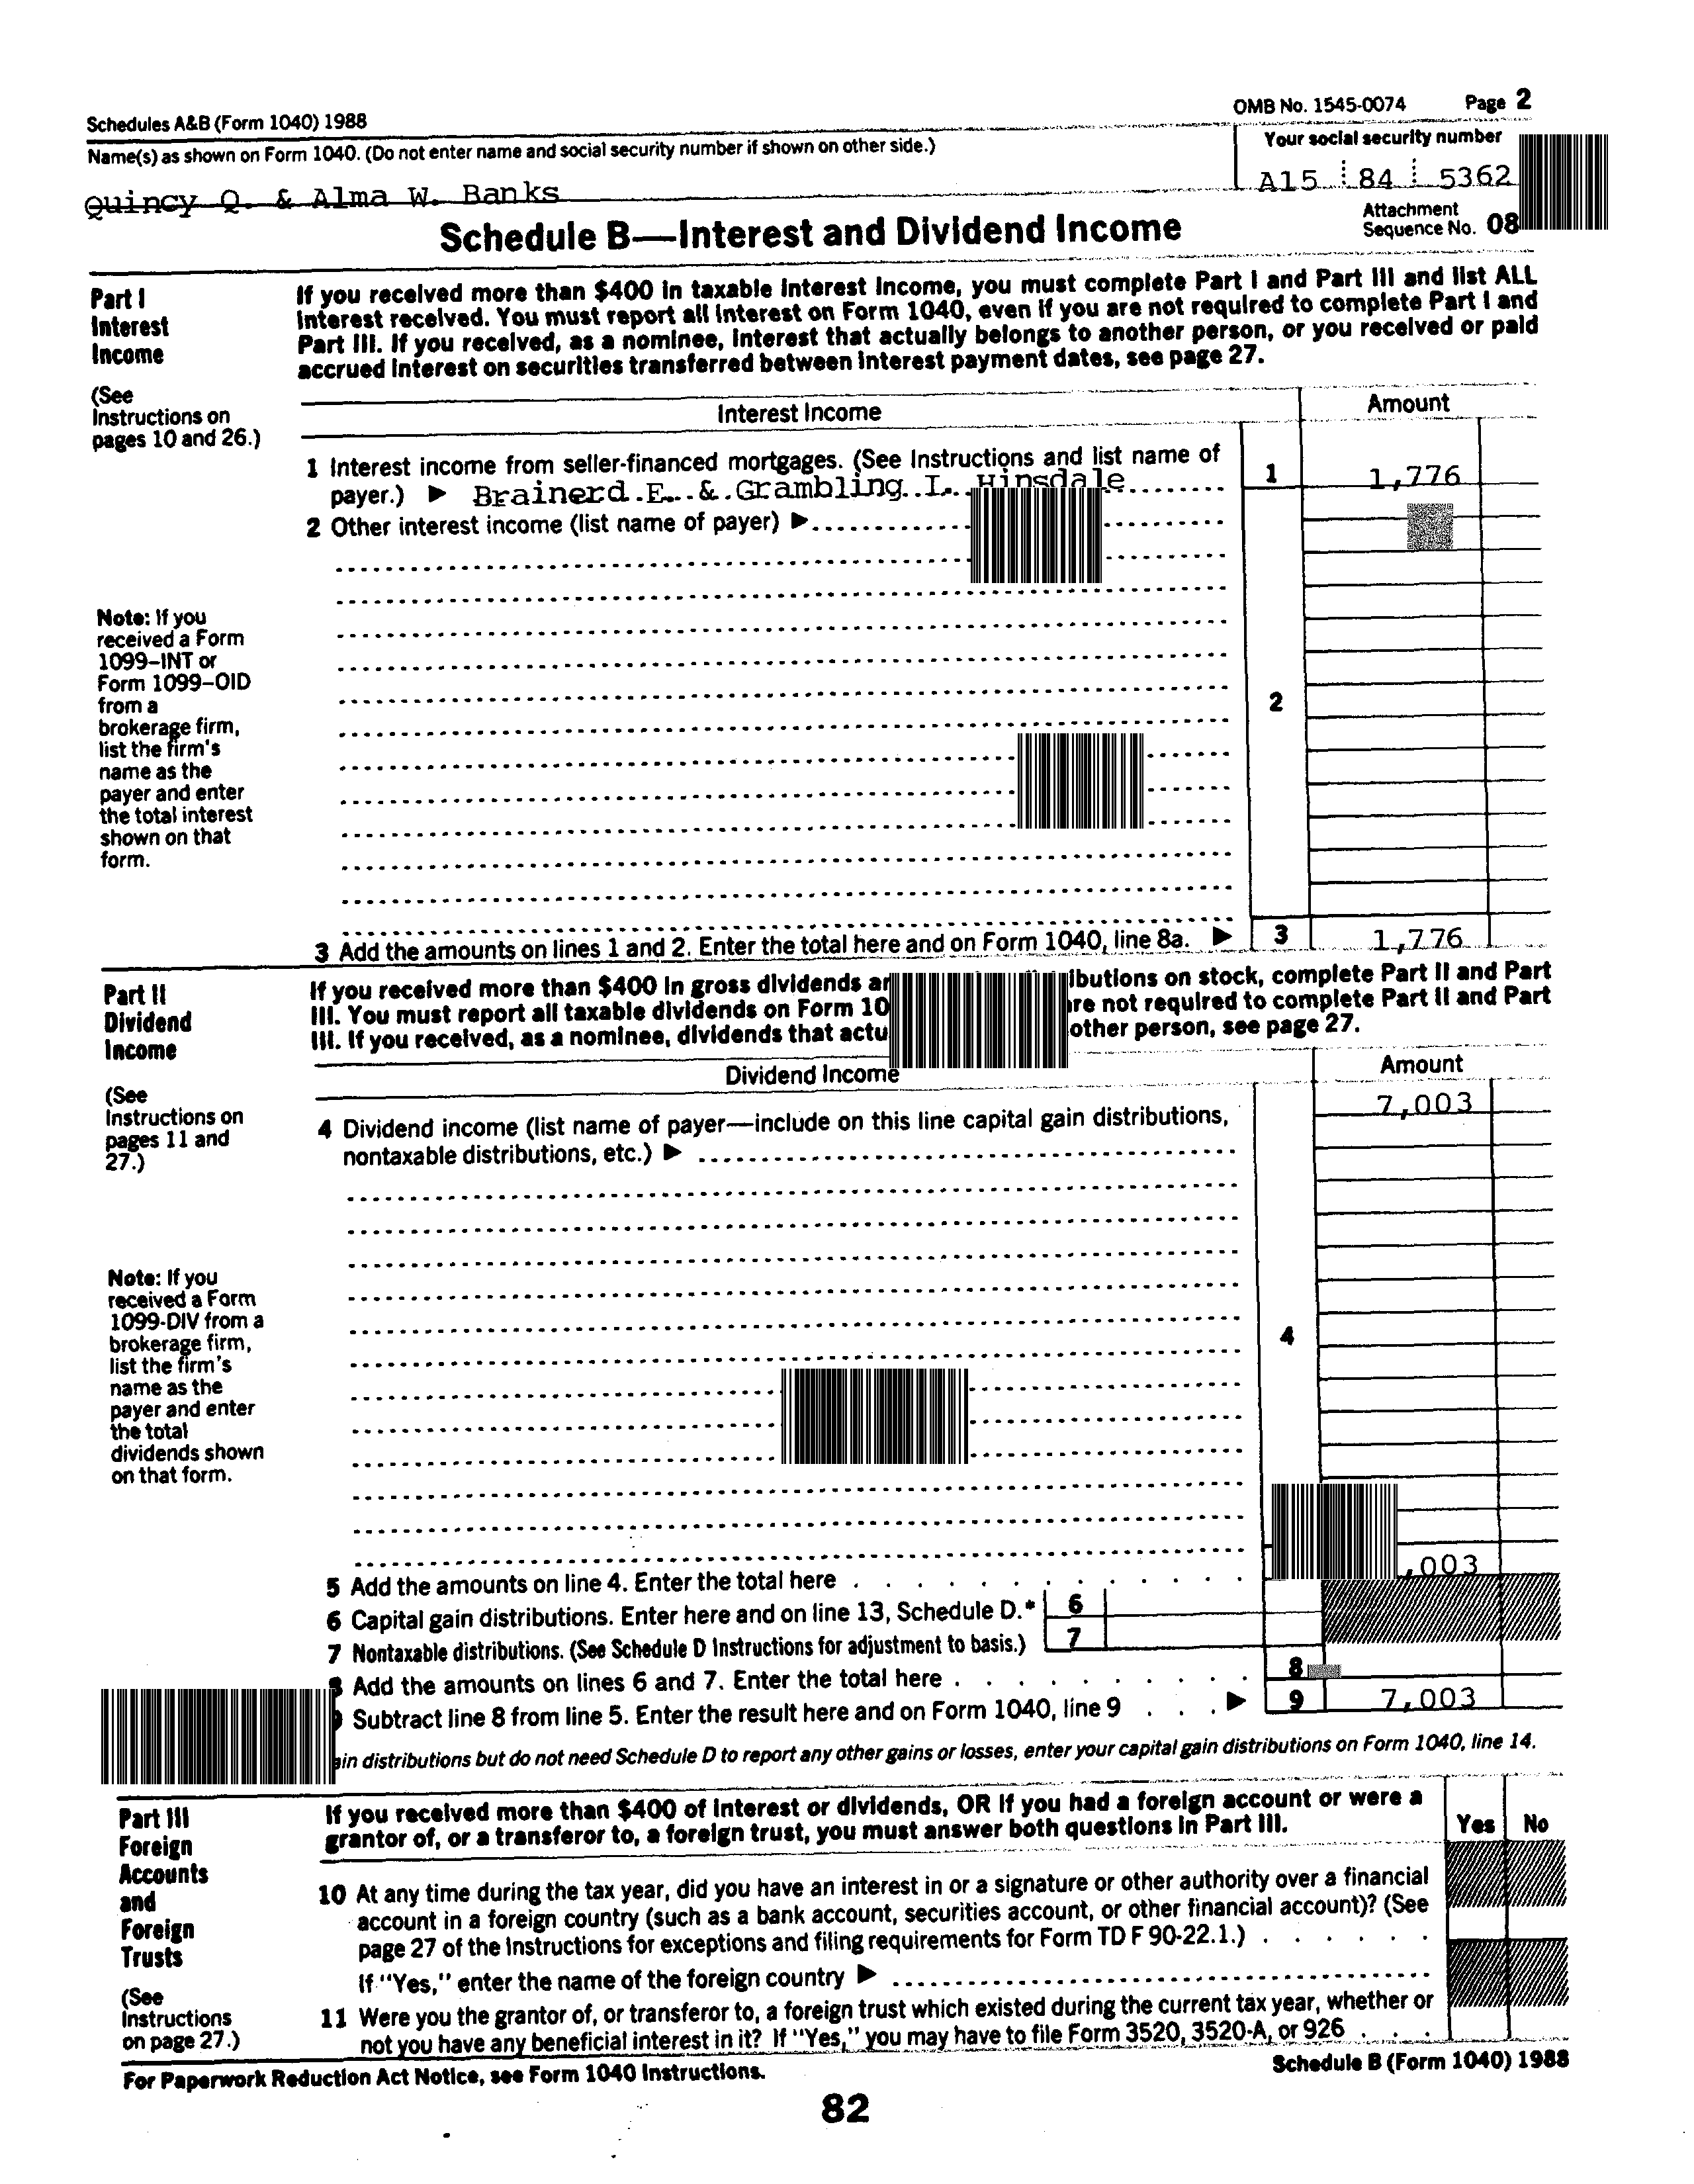 Schedules A&B (Form 1040) 1988
OMB No. 1545-0074 Page 2
Name(s) as shown on Form 1040. (Do not enter name and social security number if shown on other side.)
Your social security number
Quincy Q. & Alma W. Banks
A15 84 5362
Schedule B—Interest and Dividend Income
Attachment
Sequence No. 08
Part I
Interest
Income
(See
Instructions on
pages 10 and 26.)
If you received more than $400 in taxable interest income, you must complete Part I and Part III and list ALL
interest received. You must report all interest on Form 1040, even if you are not required to complete Part I and
Part III. If you received, as a nominee, interest that actually belongs to another person, or you received or paid
accrued interest on securities transferred between interest payment dates, see page 27.
Interest Income
Amount
1 Interest income from seller-financed mortgages. (See Instructions and list name of
payer.) ▶ Brainerd E. & Grambling I. Hinsdale
1
1,776
2 Other interest income (list name of payer) ▶
Note: If you
received a Form
1099–INT or
Form 1099–OID
from a
brokerage firm,
list the firm's
name as the
payer and enter
the total interest
shown on that
form.
2
3 Add the amounts on lines 1 and 2. Enter the total here and on Form 1040, line 8a. ▶ 3 1,776
Part II
Dividend
Income
(See
Instructions on
pages 11 and
27.)
If you received more than $400 in gross dividends on stock, complete Part II and Part
III. You must report all taxable dividends on Form not required to complete Part II and Part
III. If you received, as a nominee, dividends that other person, see page 27.
Dividend Income
Amount
7,003
4 Dividend income (list name of payer—include on this line capital gain distributions,
nontaxable distributions, etc.) ▶
Note: If you
received a Form
1099-DIV from a
brokerage firm,
list the firm's
name as the
payer and enter
the total
dividends shown
on that form.
4
5 Add the amounts on line 4. Enter the total here ,003
6 Capital gain distributions. Enter here and on line 13, Schedule D.* 6
7 Nontaxable distributions. (See Schedule D Instructions for adjustment to basis.) 7
Add the amounts on lines 6 and 7. Enter the total here 8
Subtract line 8 from line 5. Enter the result here and on Form 1040, line 9 ▶ 9 7,003
distributions but do not need Schedule D to report any other gains or losses, enter your capital gain distributions on Form 1040, line 14.
Part III
Foreign
Accounts
and
Foreign
Trusts
(See
Instructions
on page 27.)
If you received more than $400 of interest or dividends, OR if you had a foreign account or were a
grantor of, or a transferor to, a foreign trust, you must answer both questions in Part III.
Yes No
10 At any time during the tax year, did you have an interest in or a signature or other authority over a financial
account in a foreign country (such as a bank account, securities account, or other financial account)? (See
page 27 of the Instructions for exceptions and filing requirements for Form TD F 90-22.1.)
If "Yes," enter the name of the foreign country ▶
11 Were you the grantor of, or transferor to, a foreign trust which existed during the current tax year, whether or
not you have any beneficial interest in it? If "Yes," you may have to file Form 3520, 3520-A, or 926
For Paperwork Reduction Act Notice, see Form 1040 Instructions.
Schedule B (Form 1040) 1988
82